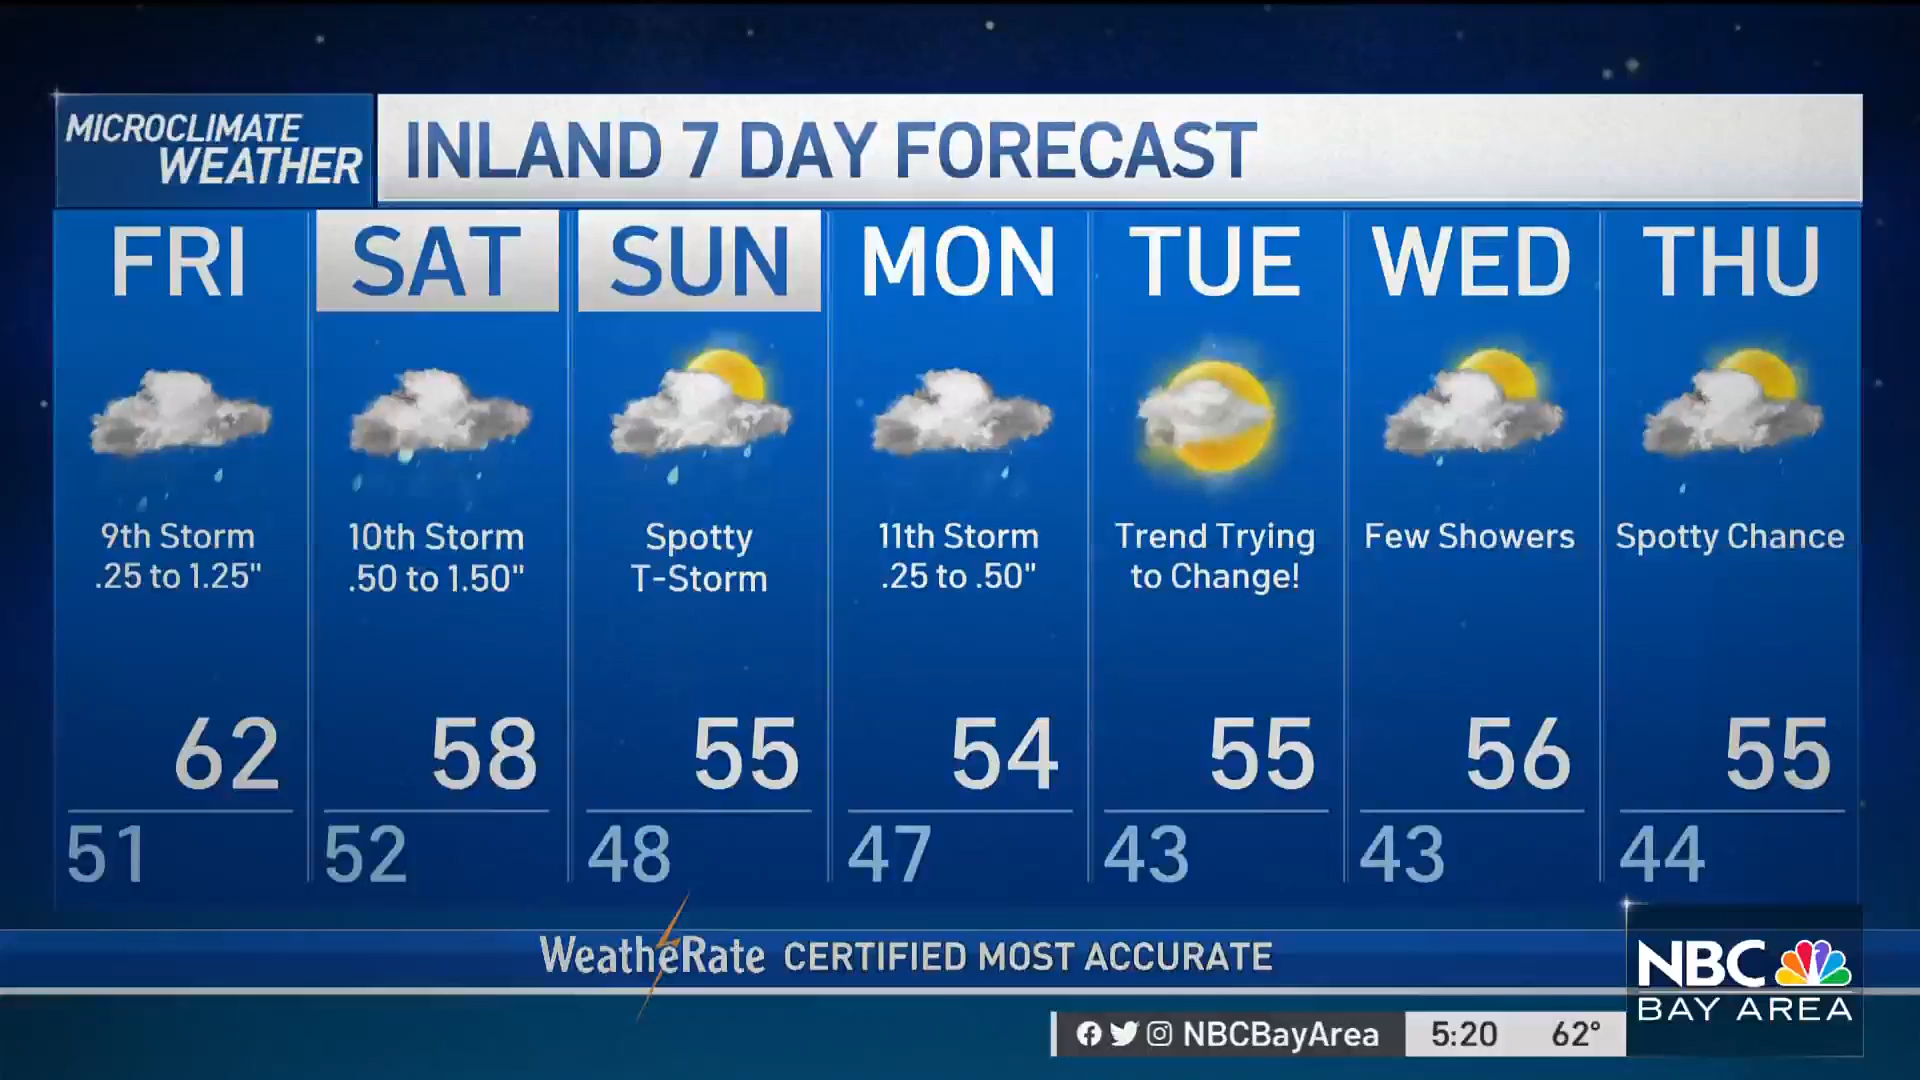 MICROCLIMATE
WEATHER
INLAND 7 DAY FORECAST
FRI
SAT
SUN
MON
TUE
WED
THU
9th Storm
.25 to 1.25"
10th Storm
.50 to 1.50"
Spotty
T-Storm
11th Storm
.25 to .50"
Trend Trying
to Change!
Few Showers
Spotty Chance
62
58
55
54
55
56
55
51
52
48
47
43
43
44
WeatheRate CERTIFIED MOST ACCURATE
NBC
BAY AREA
NBCBayArea
5:20
62°